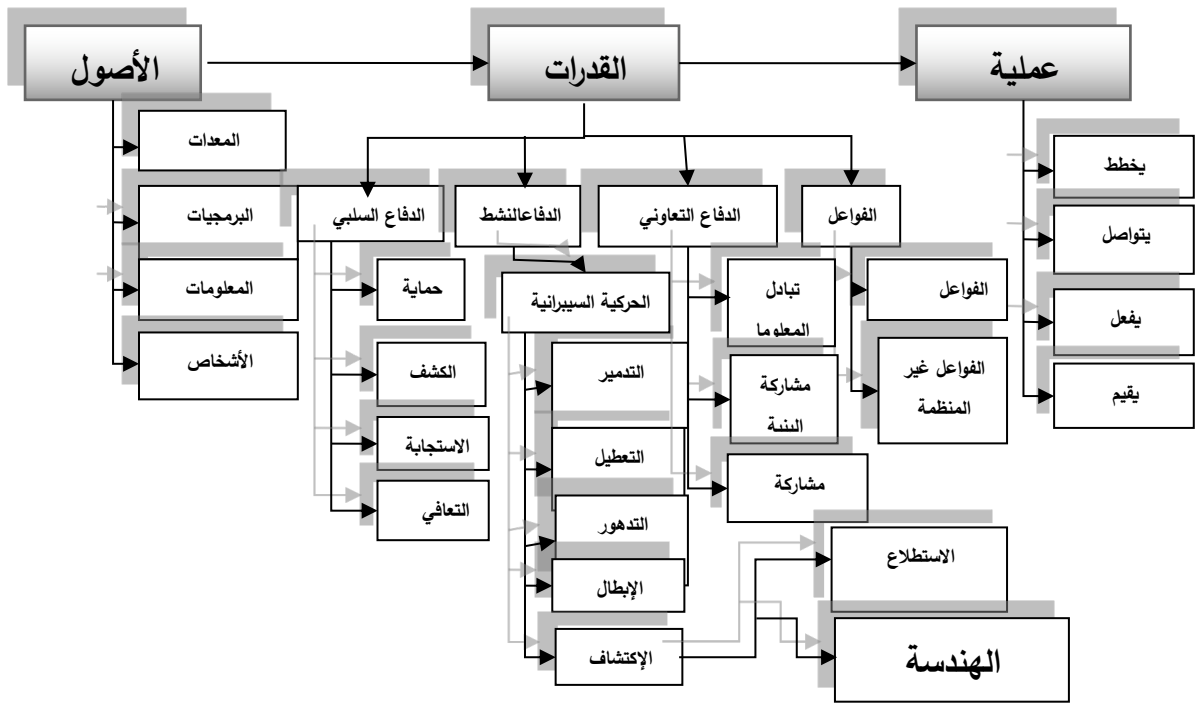 الأصول
القدرات
عملية
المعدات
البرمجيات
المعلومات
الأشخاص
الدفاع السلبي
حماية
الكشف
الاستجابة
التعافي
الدفاعالنشط
الحركية السيبرانية
التدمير
التعطيل
التدهور
الإبطال
الإكتشاف
الاستطلاع
الهندسة
الدفاع التعاوني
تبادل
المعلوما
مشاركة
البنية
مشاركة
الفواعل
الفواعل
الفواعل غير
المنظمة
يخطط
يتواصل
يفعل
يقيم